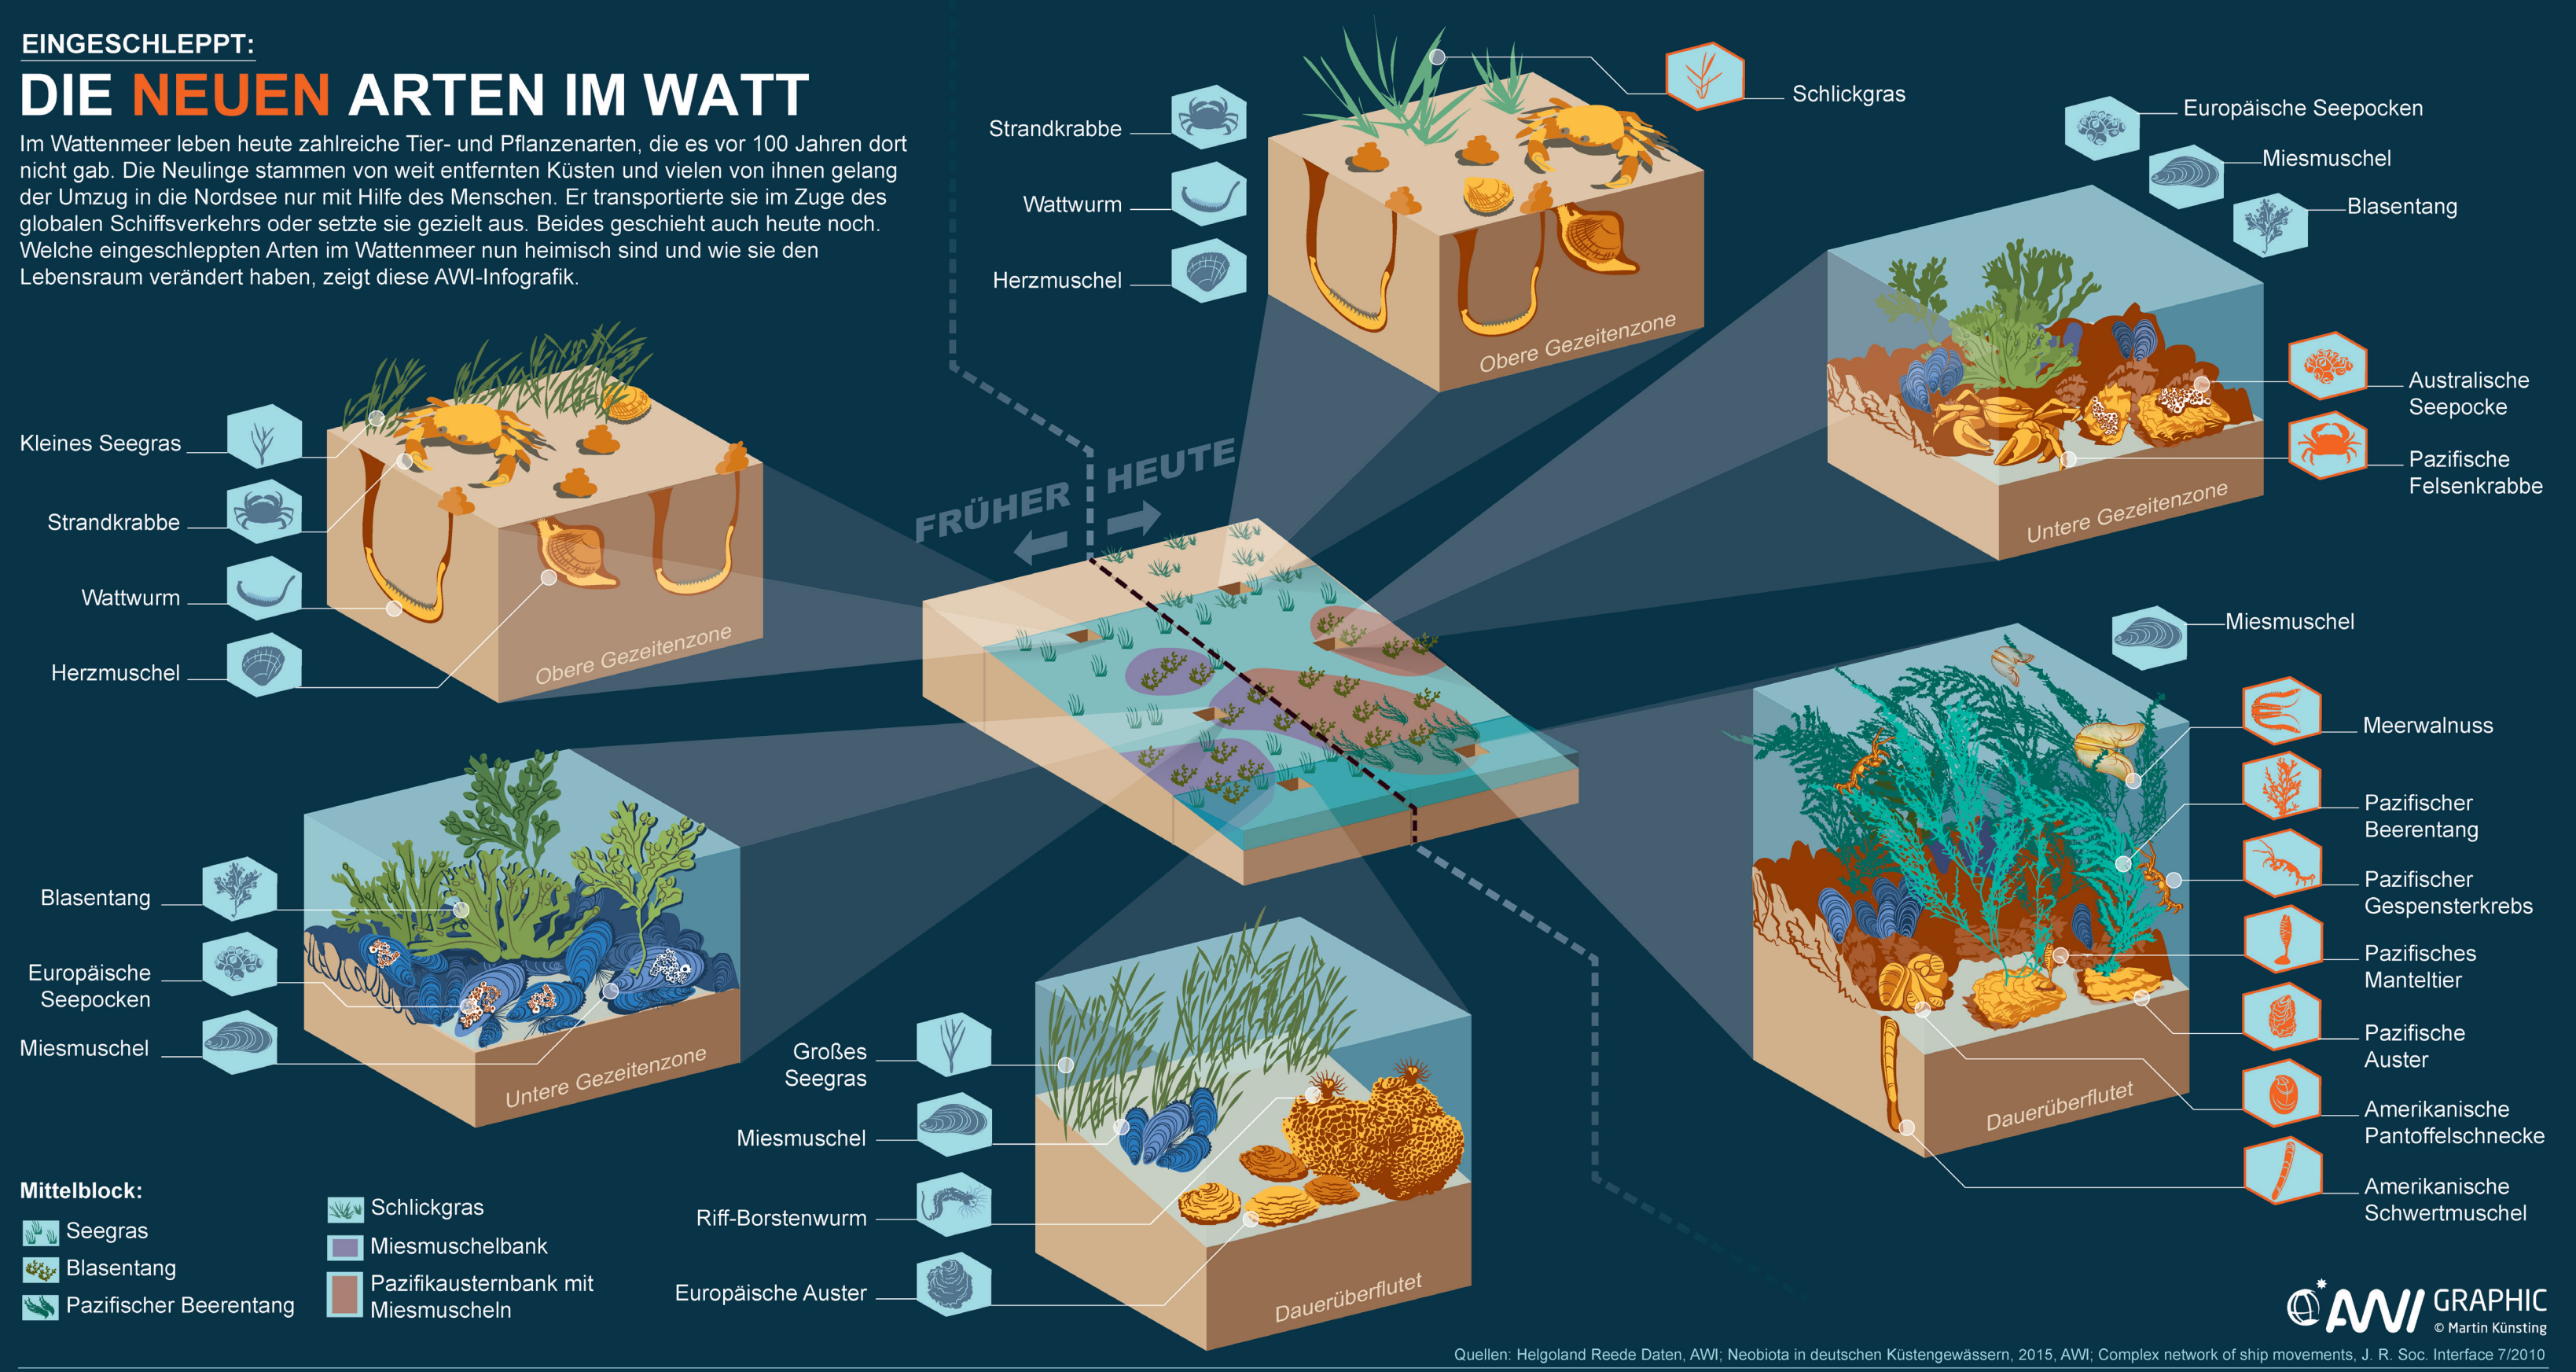 EINGESCHLEPPT:
DIE NEUEN ARTEN IM WATT
Im Wattenmeer leben heute zahlreiche Tier- und Pflanzenarten, die es vor 100 Jahren dort
nicht gab. Die Neulinge stammen von weit entfernten Küsten und vielen von ihnen gelang
der Umzug in die Nordsee nur mit Hilfe des Menschen. Er transportierte sie im Zuge des
globalen Schiffsverkehrs oder setzte sie gezielt aus. Beides geschieht auch heute noch.
Welche eingeschleppten Arten im Wattenmeer nun heimisch sind und wie sie den
Lebensraum verändert haben, zeigt diese AWI-Infografik.
Kleines Seegras
Strandkrabbe
Wattwurm
Herzmuschel
Obere Gezeitenzone
Blasentang
Europäische
Seepocken
Miesmuschel
Untere Gezeitenzone
Großes
Seegras
Miesmuschel
Riff-Borstenwurm
Europäische Auster
Dauerüberflutet
FRÜHER
HEUTE
Strandkrabbe
Wattwurm
Herzmuschel
Schlickgras
Obere Gezeitenzone
Europäische Seepocken
Miesmuschel
Blasentang
Australische
Seepocke
Pazifische
Felsenkrabbe
Untere Gezeitenzone
Miesmuschel
Meerwalnuss
Pazifischer
Beerentang
Pazifischer
Gespensterkrebs
Pazifisches
Manteltier
Pazifische
Auster
Amerikanische
Pantoffelschnecke
Amerikanische
Schwertmuschel
Dauerüberflutet
Mittelblock:
Seegras
Blasentang
Pazifischer Beerentang
Schlickgras
Miesmuschelbank
Pazifikausternbank mit
Miesmuscheln
AWI GRAPHIC
© Martin Künsting
Quellen: Helgoland Reede Daten, AWI; Neobiota in deutschen Küstengewässern, 2015, AWI; Complex network of ship movements, J. R. Soc. Interface 7/2010